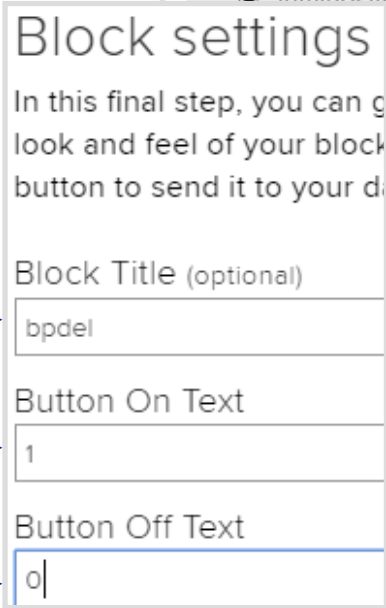 Block settings
In this final step, you can g
look and feel of your block
button to send it to your da
Block Title (optional)
bpdel
Button On Text
1
Button Off Text
0